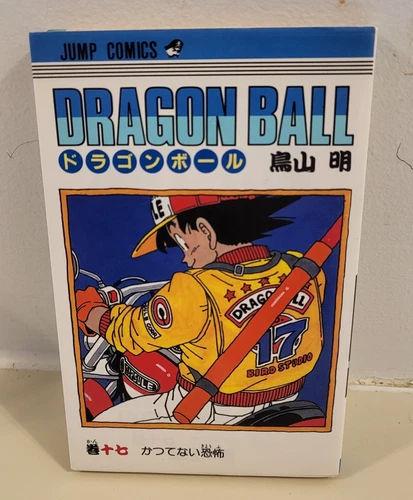 JUMP COMICS
DRAGON BALL
ドラゴンボール 鳥山 明
DRAGON BALL
17
BIRD STUDIO
CAPSULE
巻十七 かつてない恐怖